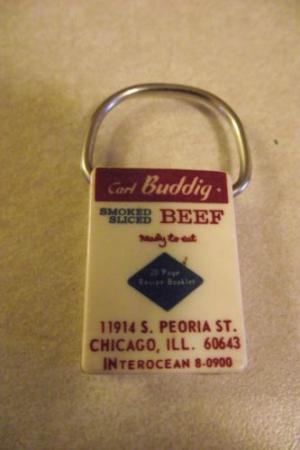 Carl Buddig
SMOKED
SLICED BEEF
ready to eat
28 Page
Recipe Booklet
11914 S. PEORIA ST.
CHICAGO, ILL. 60643
INTEROCEAN 8-0900